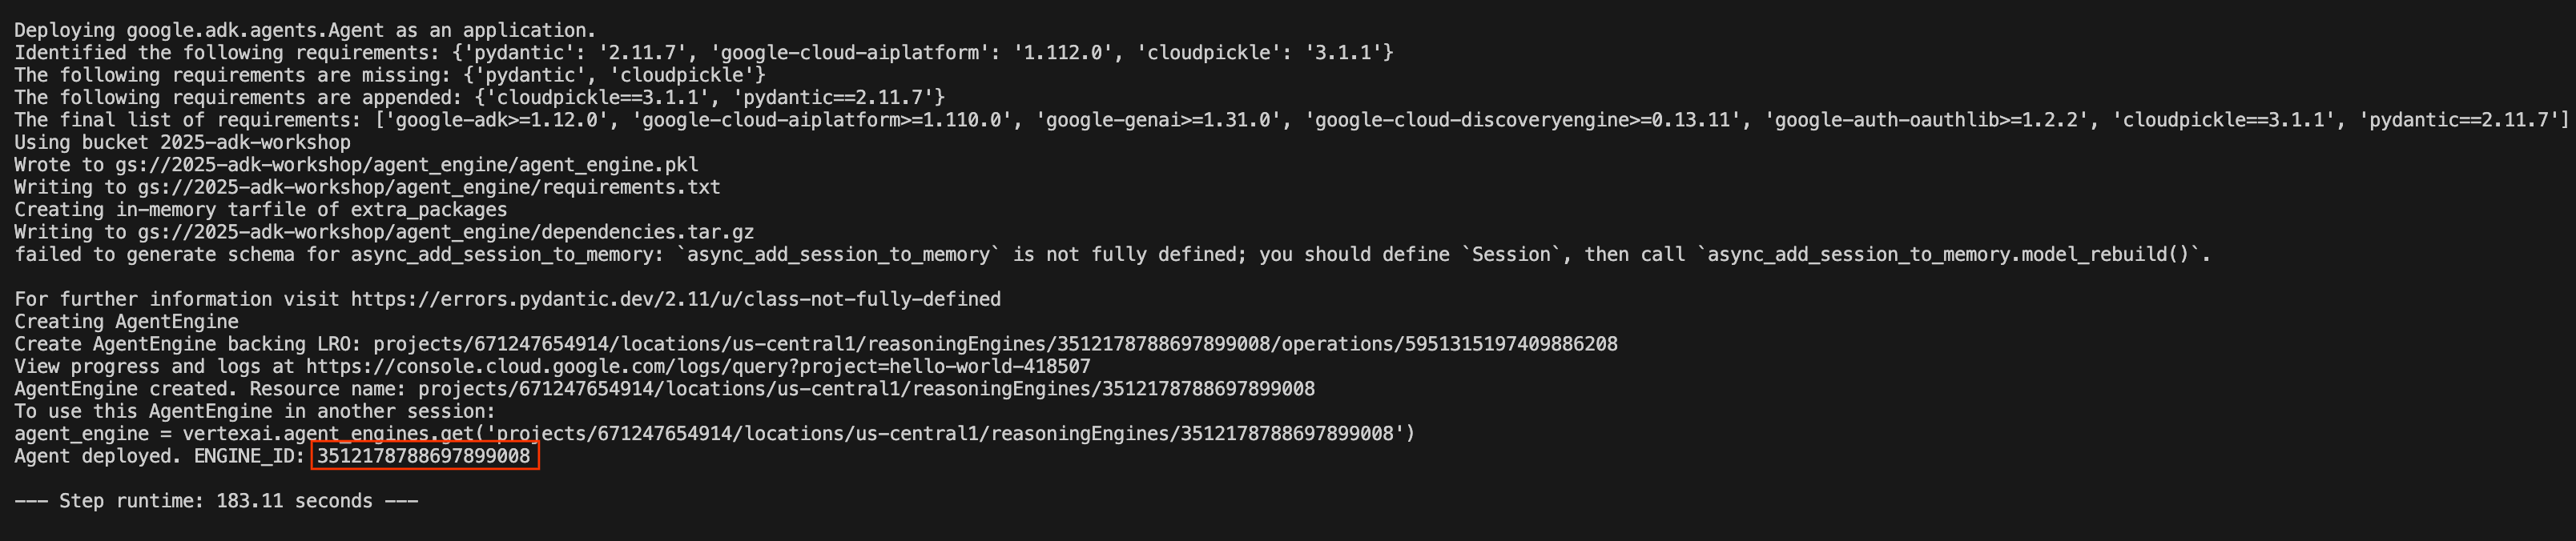 Deploying google.adk.agents.Agent as an application.
Identified the following requirements: {'pydantic': '2.11.7', 'google-cloud-aiplatform': '1.112.0', 'cloudpickle': '3.1.1'}
The following requirements are missing: {'pydantic', 'cloudpickle'}
The following requirements are appended: {'cloudpickle==3.1.1', 'pydantic==2.11.7'}
The final list of requirements: ['google-adk>=1.12.0', 'google-cloud-aiplatform>=1.110.0', 'google-genai>=1.31.0', 'google-cloud-discoveryengine>=0.13.11', 'google-auth-oauthlib>=1.2.2', 'cloudpickle==3.1.1', 'pydantic==2.11.7']
Using bucket 2025-adk-workshop
Wrote to gs://2025-adk-workshop/agent_engine/agent_engine.pkl
Writing to gs://2025-adk-workshop/agent_engine/requirements.txt
Creating in-memory tarfile of extra_packages
Writing to gs://2025-adk-workshop/agent_engine/dependencies.tar.gz
failed to generate schema for async_add_session_to_memory: `async_add_session_to_memory` is not fully defined; you should define `Session`, then call `async_add_session_to_memory.model_rebuild()`.
For further information visit https://errors.pydantic.dev/2.11/u/class-not-fully-defined
Creating AgentEngine
Create AgentEngine backing LRO: projects/671247654914/locations/us-central1/reasoningEngines/3512178788697899008/operations/5951315197409886208
View progress and logs at https://console.cloud.google.com/logs/query?project=hello-world-418507
AgentEngine created. Resource name: projects/671247654914/locations/us-central1/reasoningEngines/3512178788697899008
To use this AgentEngine in another session:
agent_engine = vertexai.agent_engines.get('projects/671247654914/locations/us-central1/reasoningEngines/3512178788697899008')
Agent deployed. ENGINE_ID: 3512178788697899008
--- Step runtime: 183.11 seconds ---